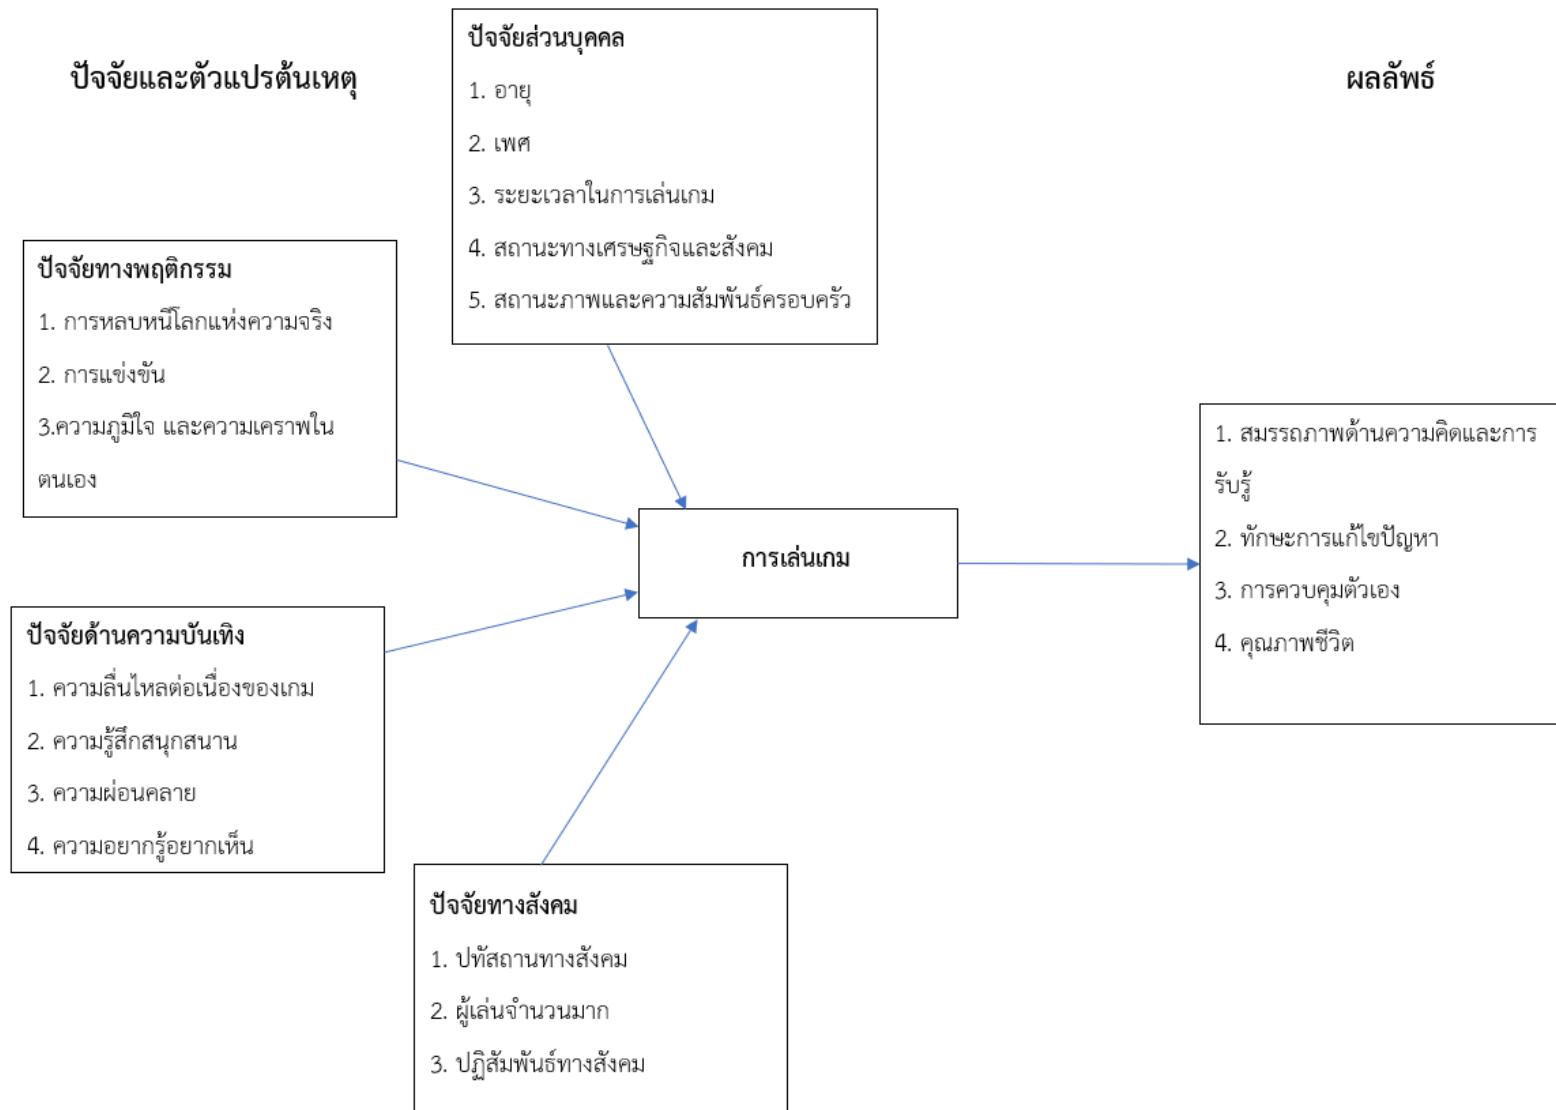 ปัจจัยและตัวแปรต้นเหตุ
ผลลัพธ์
ปัจจัยส่วนบุคคล
1. อายุ
2. เพศ
3. ระยะเวลาในการเล่นเกม
4. สถานะทางเศรษฐกิจและสังคม
5. สถานะภาพและความสัมพันธ์ครอบครัว
ปัจจัยทางพฤติกรรม
1. การหลบหนีโลกแห่งความจริง
2. การแข่งขัน
3.ความภูมิใจ และความเคราพใน
ตนเอง
ปัจจัยด้านความบันเทิง
1. ความลื่นไหลต่อเนื่องของเกม
2. ความรู้สึกสนุกสนาน
3. ความผ่อนคลาย
4. ความอยากรู้อยากเห็น
ปัจจัยทางสังคม
1. ปทัสถานทางสังคม
2. ผู้เล่นจำนวนมาก
3. ปฏิสัมพันธ์ทางสังคม
การเล่นเกม
1. สมรรถภาพด้านความคิดและการ
รับรู้
2. ทักษะการแก้ไขปัญหา
3. การควบคุมตัวเอง
4. คุณภาพชีวิต